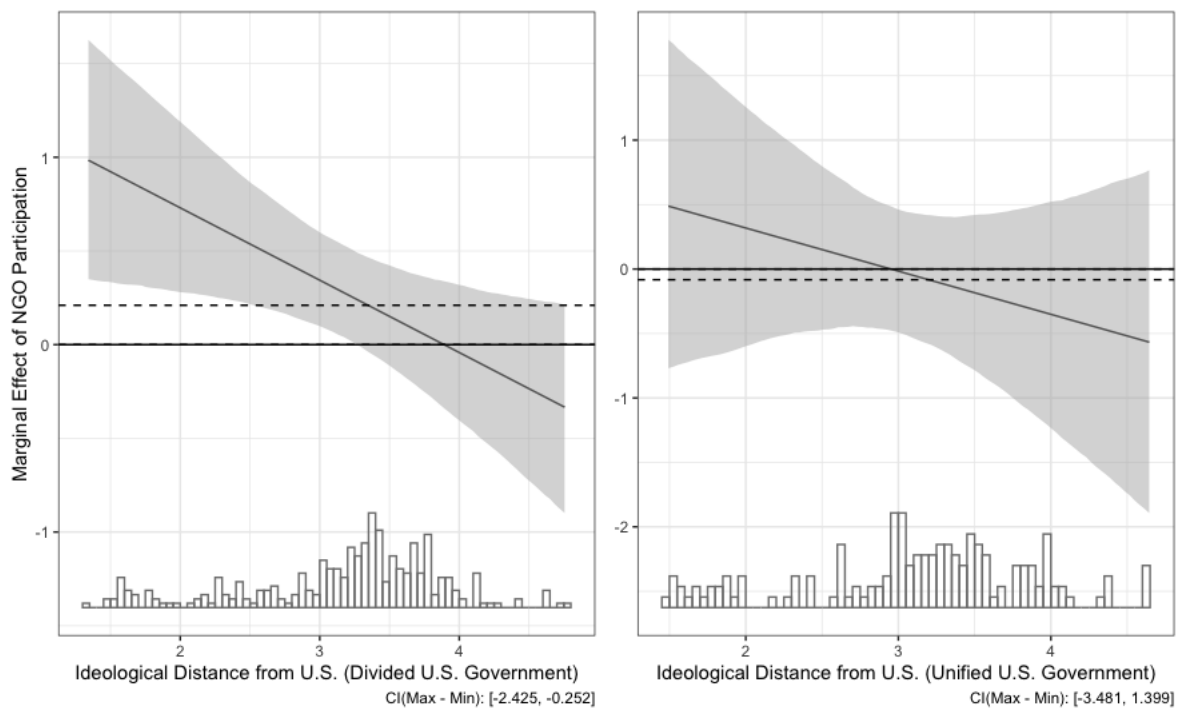 Marginal Effect of NGO Participation
1
0
-1
2
3
4
Ideological Distance from U.S. (Divided U.S. Government)
CI(Max - Min): [-2.425, -0.252]
1
0
-1
-2
2
3
4
Ideological Distance from U.S. (Unified U.S. Government)
CI(Max - Min): [-3.481, 1.399]